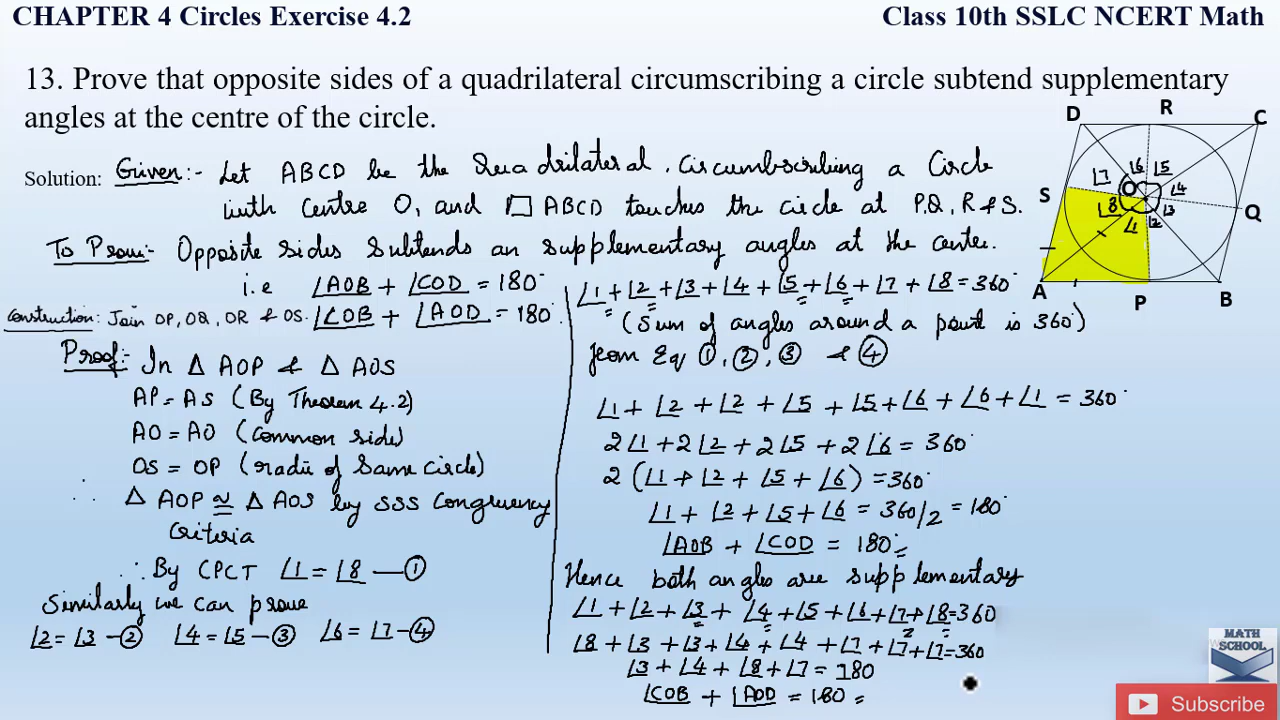 CHAPTER 4 Circles Exercise 4.2
Class 10th SSLC NCERT Math
13. Prove that opposite sides of a quadrilateral circumscribing a circle subtend supplementary
angles at the centre of the circle.
Solution: Given:- Let ABCD be the circumbscribing a Circle
with Centre O, and □ ABCD touches the circle at P,Q, R & S.
To Prove:- Opposite sides Subtends an supplementary angles at the center.
i.e ∠AOB + ∠COD = 180°
Construction: Join OP, OQ, OR & OS. ∠COB + ∠AOD = 180°
Proof:- In Δ AOP & Δ AOS
AP = AS (By Theorem 4.2)
AO = AO (Common side)
OS = OP (radii of Same circle)
∴ Δ AOP ≅ Δ AOS by SSS Congruency
Criteria
∴ By CPCT ∠1 = ∠8 —①
Similarly we can prove
∠2 = ∠3 -② ∠4 = ∠5 -③ ∠6 = ∠7 -④
∠1 + ∠2 + ∠3 + ∠4 + ∠5 + ∠6 + ∠7 + ∠8 = 360°
(Sum of angles around a point is 360°)
from Eq ①, ②, ③ & ④
∠1 + ∠2 + ∠2 + ∠5 + ∠5 + ∠6 + ∠6 + ∠1 = 360°
2∠1 + 2∠2 + 2∠5 + 2∠6 = 360°
2 (∠1 + ∠2 + ∠5 + ∠6) = 360°
∠1 + ∠2 + ∠5 + ∠6 = 360/2 = 180°
∠AOB + ∠COD = 180°
Hence both angles are supplementary
∠1 + ∠2 + ∠3 + ∠4 + ∠5 + ∠6 + ∠7 + ∠8 = 360
∠8 + ∠3 + ∠3 + ∠4 + ∠4 + ∠7 + ∠7 + ∠7 = 360
∠3 + ∠4 + ∠8 + ∠7 = 180
∠COB + ∠AOD = 180
D R C
∠6 ∠5
∠7 O ∠4
S ∠8 ∠3 Q
∠2
A P B
MATH
SCHOOL
Subscribe